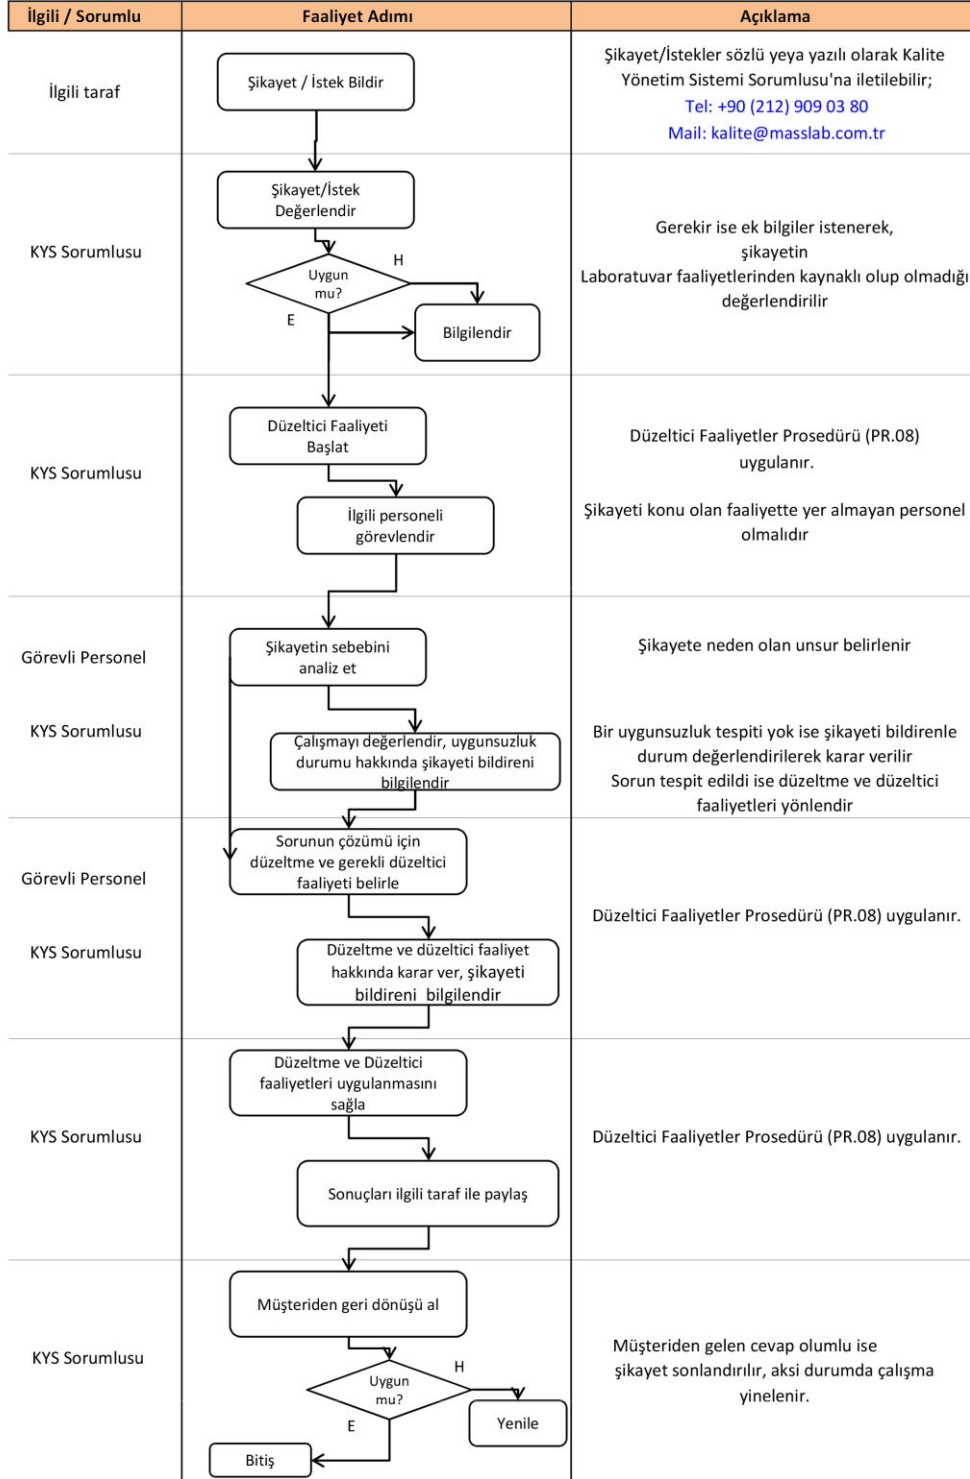 İlgili / Sorumlu
Faaliyet Adımı
Açıklama
İlgili taraf
Şikayet / İstek Bildir
Şikayet/İstekler sözlü yeya yazılı olarak Kalite
Yönetim Sistemi Sorumlusu'na iletilebilir;
Tel: +90 (212) 909 03 80
Mail: kalite@masslab.com.tr
KYS Sorumlusu
Şikayet/İstek
Değerlendir
Uygun
mu?
H
E
Bilgilendir
Gerekir ise ek bilgiler istenerek,
şikayetin
Laboratuvar faaliyetlerinden kaynaklı olup olmadığı
değerlendirilir
KYS Sorumlusu
Düzeltici Faaliyeti
Başlat
İlgili personeli
görevlendir
Düzeltici Faaliyetler Prosedürü (PR.08)
uygulanır.
Şikayeti konu olan faaliyette yer almayan personel
olmalıdır
Görevli Personel
Şikayetin sebebini
analiz et
Şikayete neden olan unsur belirlenir
KYS Sorumlusu
Çalışmayı değerlendir, uygunsuzluk
durumu hakkında şikayeti bildireni
bilgilendir
Bir uygunsuzluk tespiti yok ise şikayeti bildirenle
durum değerlendirilerek karar verilir
Sorun tespit edildi ise düzeltme ve düzeltici
faaliyetleri yönlendir
Görevli Personel
Sorunun çözümü için
düzeltme ve gerekli düzeltici
faaliyeti belirle
KYS Sorumlusu
Düzeltme ve düzeltici faaliyet
hakkında karar ver, şikayeti
bildireni bilgilendir
Düzeltici Faaliyetler Prosedürü (PR.08) uygulanır.
KYS Sorumlusu
Düzeltme ve Düzeltici
faaliyetleri uygulanmasını
sağla
Sonuçları ilgili taraf ile paylaş
Düzeltici Faaliyetler Prosedürü (PR.08) uygulanır.
KYS Sorumlusu
Müşteriden geri dönüşü al
Uygun
mu?
H
E
Yenile
Bitiş
Müşteriden gelen cevap olumlu ise
şikayet sonlandırılır, aksi durumda çalışma
yinelenir.